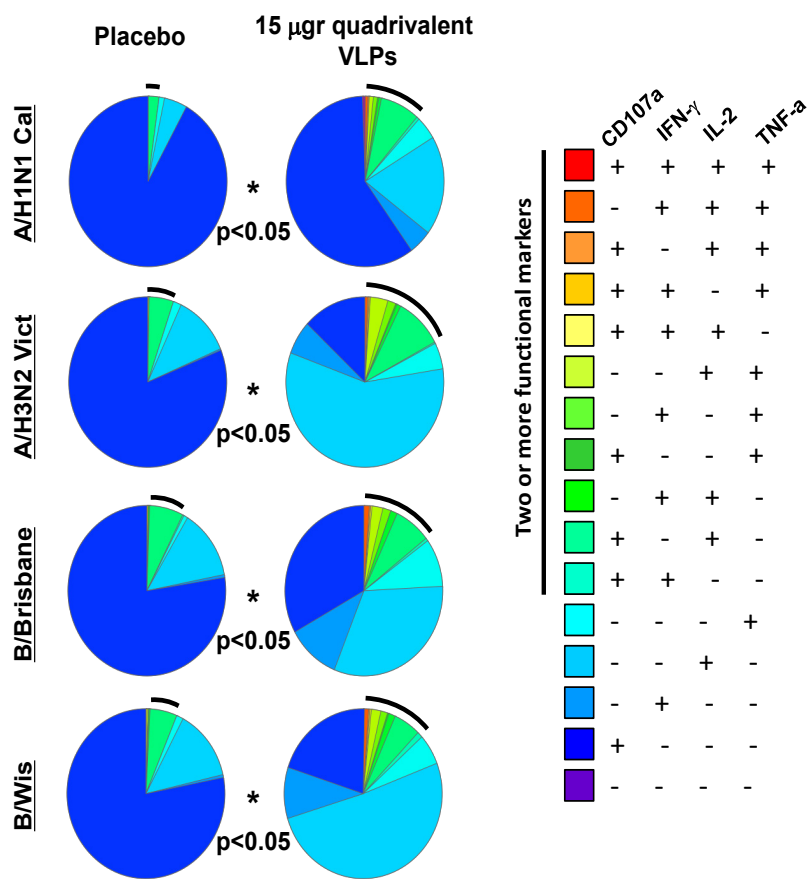 Placebo
15 μgr quadrivalent
VLPs
A/H1N1 Cal
*
p<0.05
A/H3N2 Vict
*
p<0.05
B/Brisbane
*
p<0.05
B/Wis
*
p<0.05
CD107a IFN-γ IL-2 TNF-a
Two or more functional markers
+ + + +
- + + +
+ - + +
+ + - +
+ + + -
- - + +
- + - +
+ - - +
- + + -
+ - + -
+ + - -
- - - +
- - + -
- + - -
+ - - -
- - - -